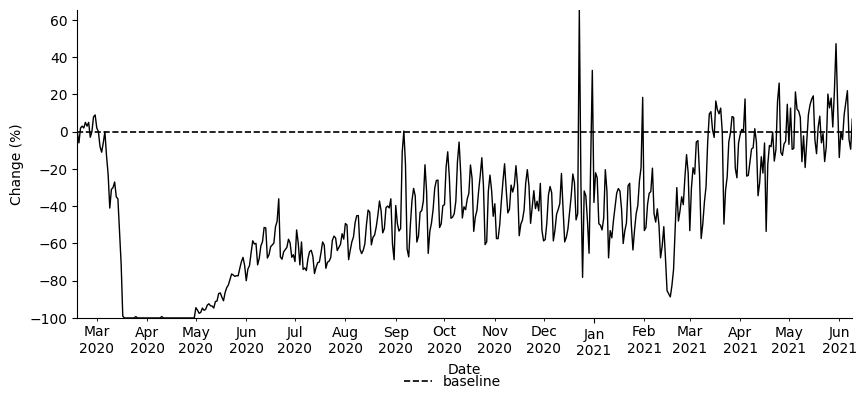 60
40
20
0
−20
−40
−60
−80
−100
Change (%)
Mar Apr May Jun Jul Aug Sep Oct Nov Dec Jan Feb Mar Apr May Jun
2020 2020 2020 2020 2020 2020 2020 2020 2020 2020 2021 2021 2021 2021 2021 2021
Date
baseline